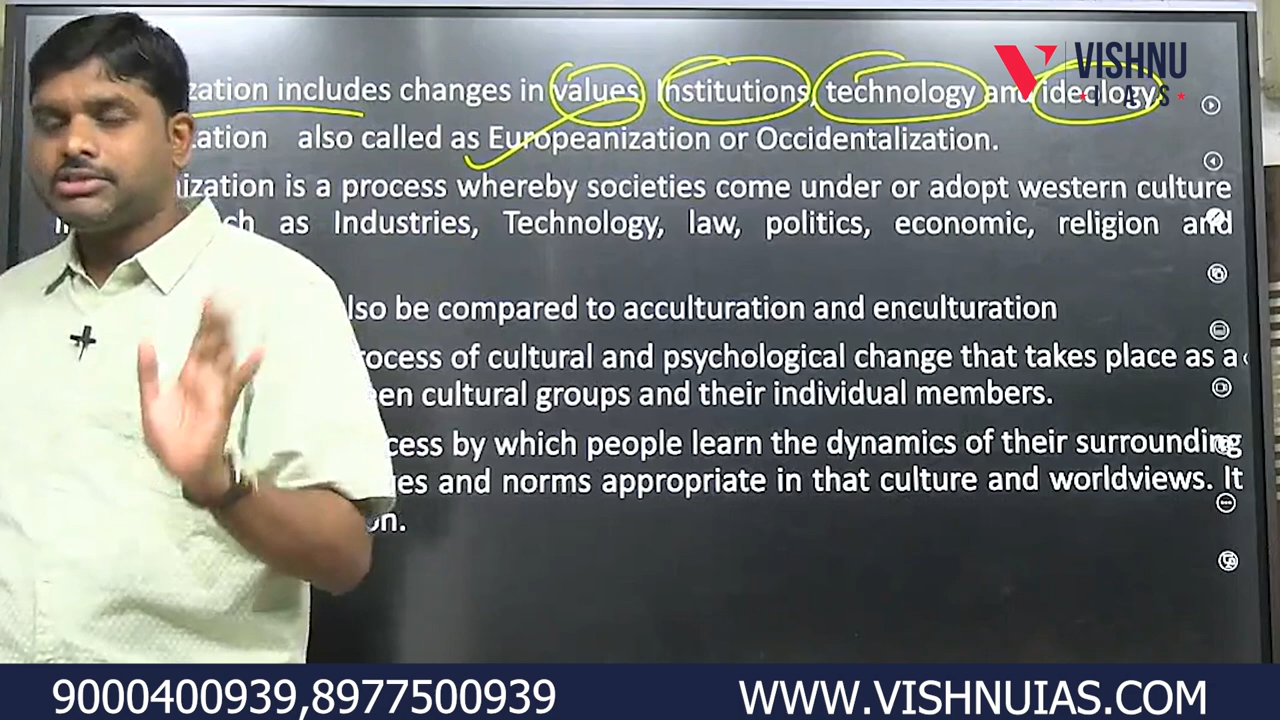 VISHNU
IAS
zation includes changes in values, Institutions, technology and ideology.
zation also called as Europeanization or Occidentalization.
nization is a process whereby societies come under or adopt western culture
in ch as Industries, Technology, law, politics, economic, religion and
lso be compared to acculturation and enculturation
rocess of cultural and psychological change that takes place as a
een cultural groups and their individual members.
cess by which people learn the dynamics of their surrounding
ues and norms appropriate in that culture and worldviews. It
on.
9000400939,8977500939
WWW.VISHNUIAS.COM